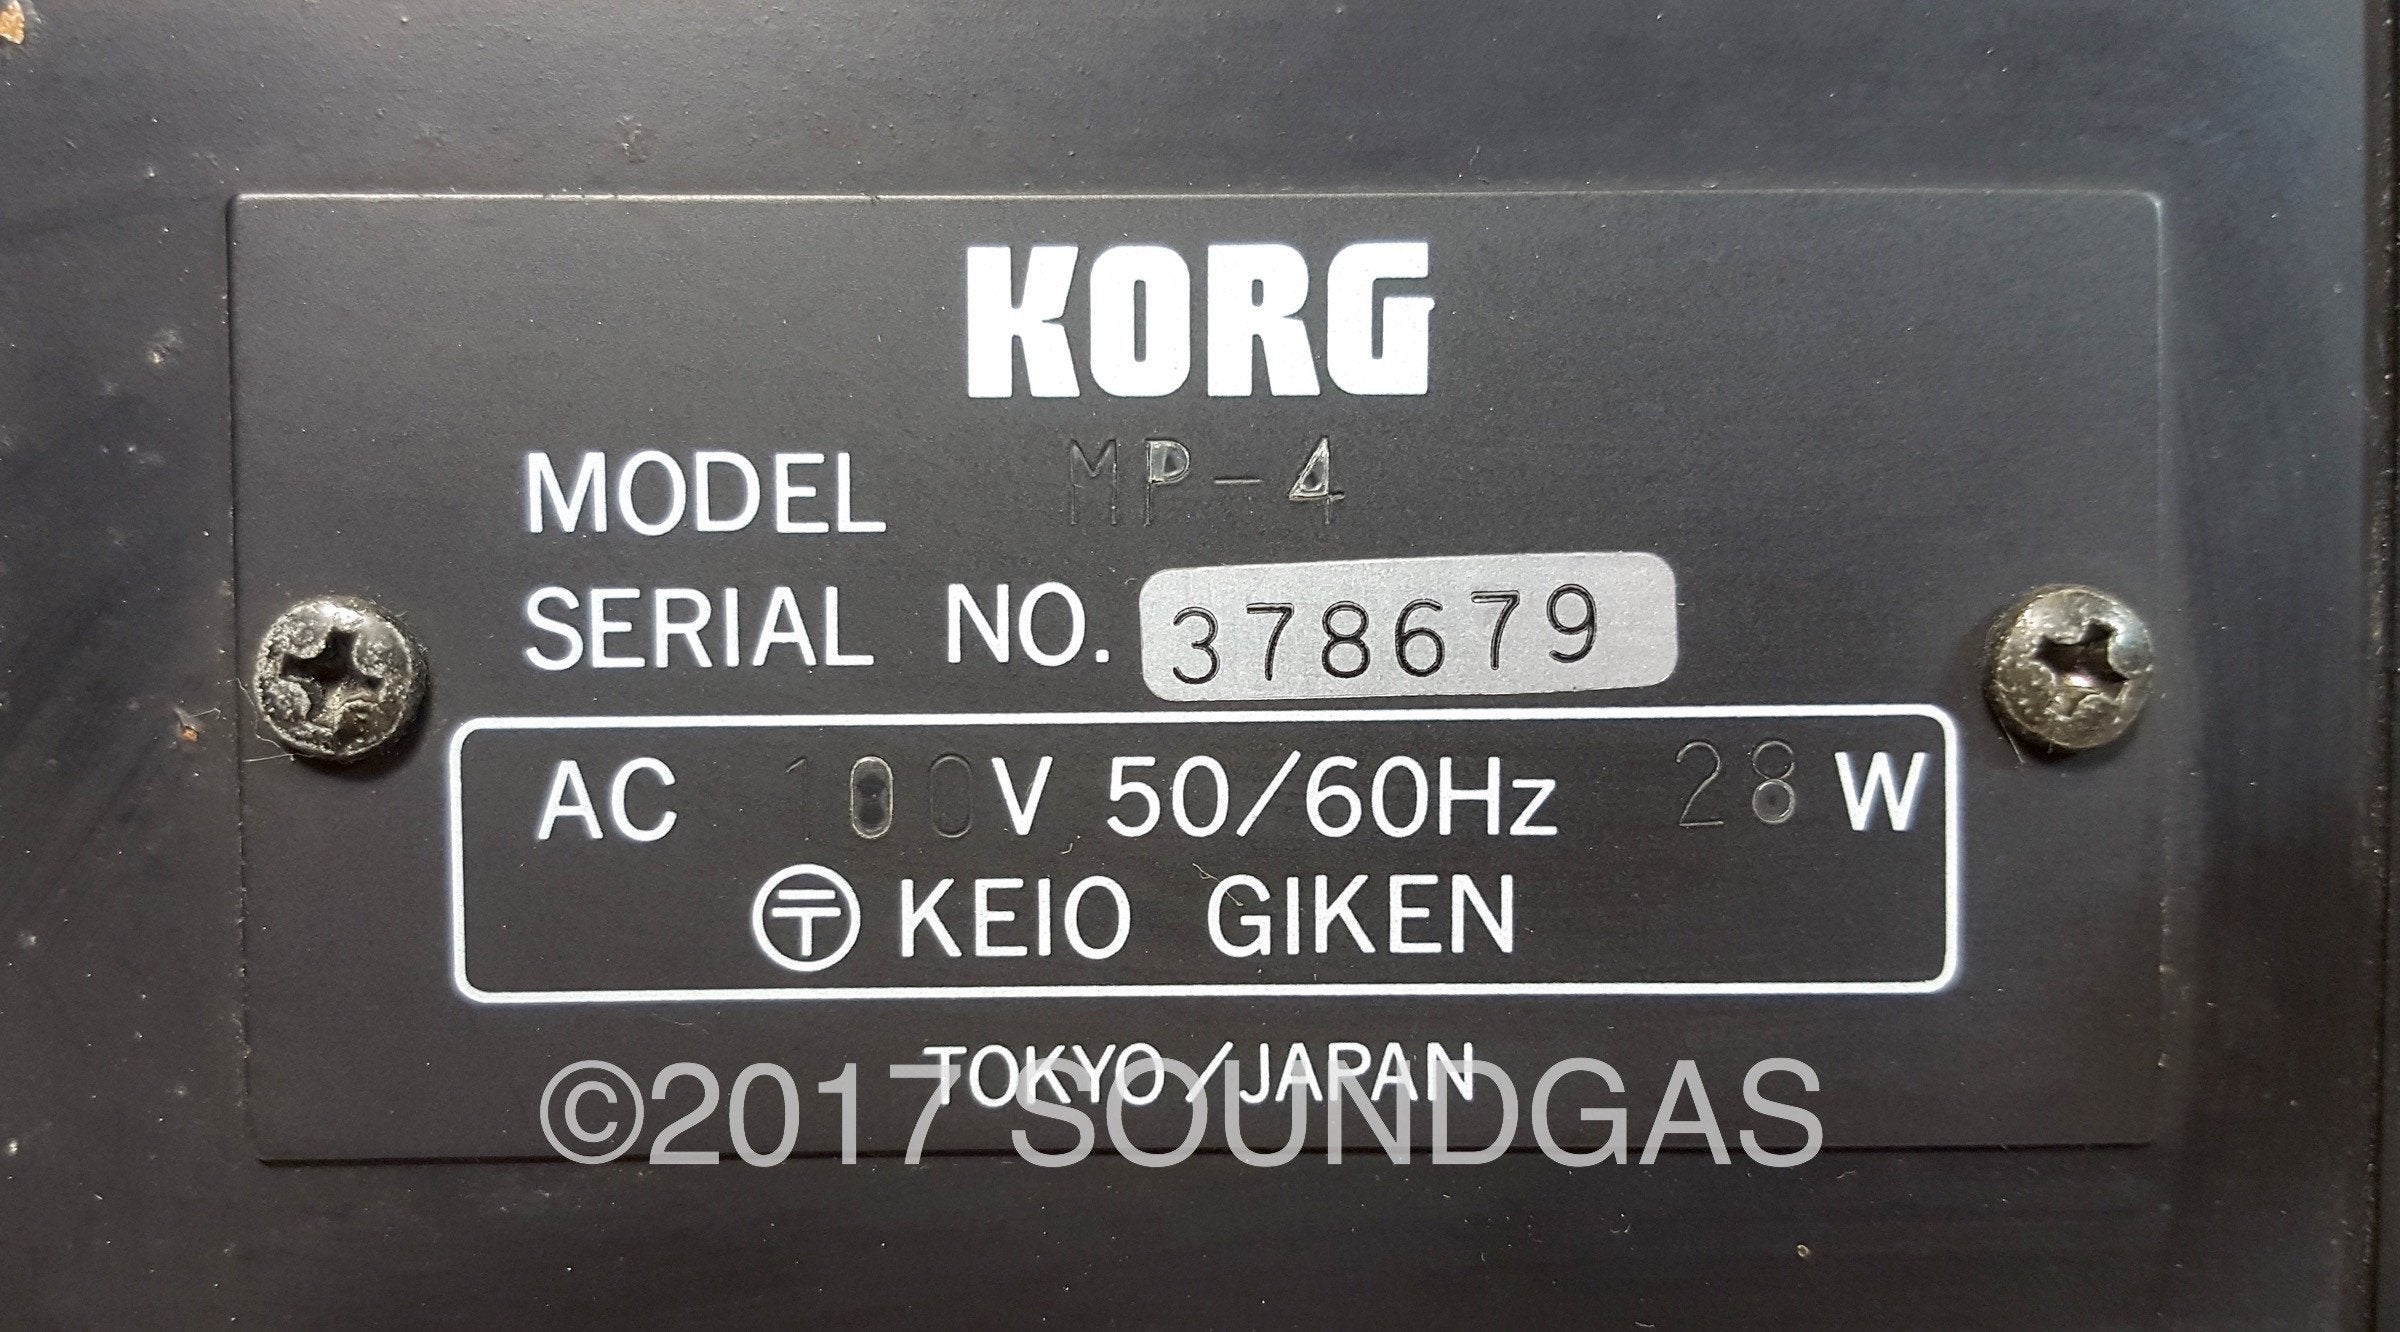 KORG
MODEL MP-4
SERIAL NO. 378679
AC 100V 50/60Hz 28W
〶 KEIO GIKEN
TOKYO/JAPAN
©2017 SOUNDGAS